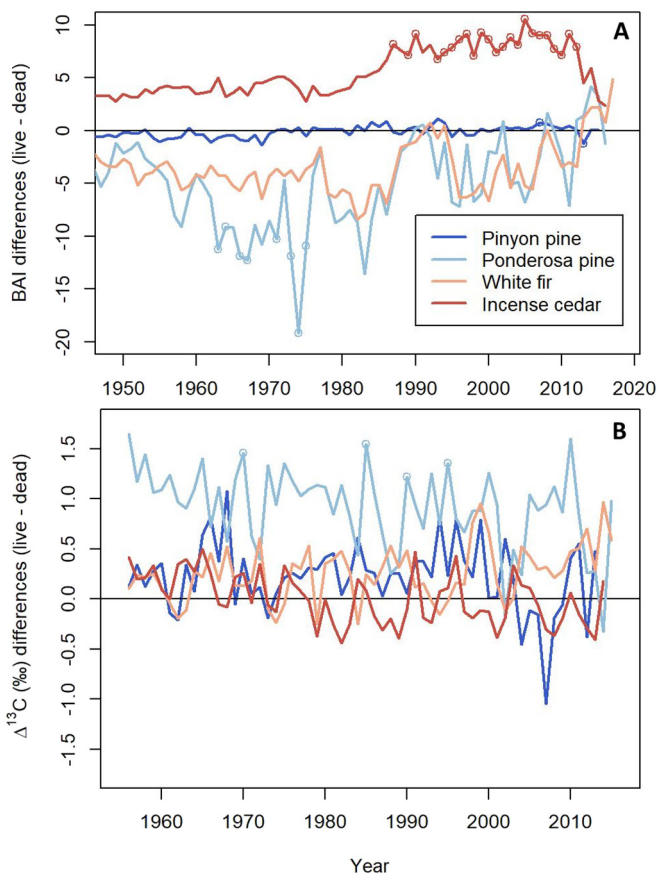 A
BAI differences (live - dead)
10
5
0
-5
-10
-15
-20
Pinyon pine
Ponderosa pine
White fir
Incense cedar
1950 1960 1970 1980 1990 2000 2010 2020
B
Δ13C (‰) differences (live - dead)
1.5
1.0
0.5
0.0
-0.5
-1.0
-1.5
1960 1970 1980 1990 2000 2010
Year